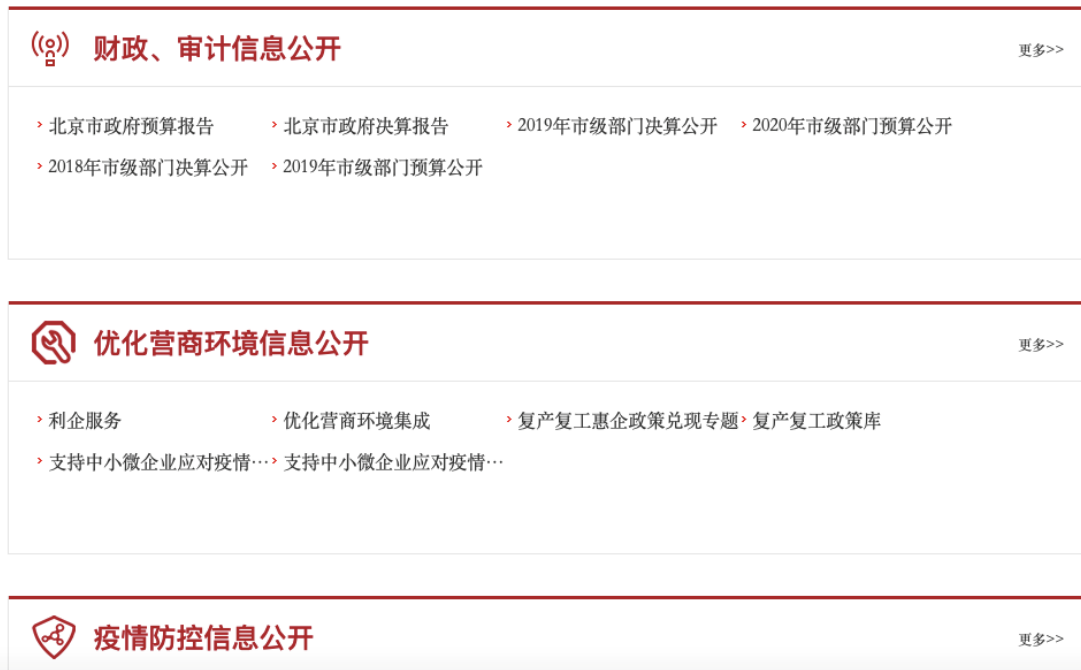 财政、审计信息公开 更多>>
北京市政府预算报告 北京市政府决算报告 2019年市级部门决算公开 2020年市级部门预算公开
2018年市级部门决算公开 2019年市级部门预算公开
优化营商环境信息公开 更多>>
利企服务 优化营商环境集成 复产复工惠企政策兑现专题 复产复工政策库
支持中小微企业应对疫情… 支持中小微企业应对疫情…
疫情防控信息公开 更多>>